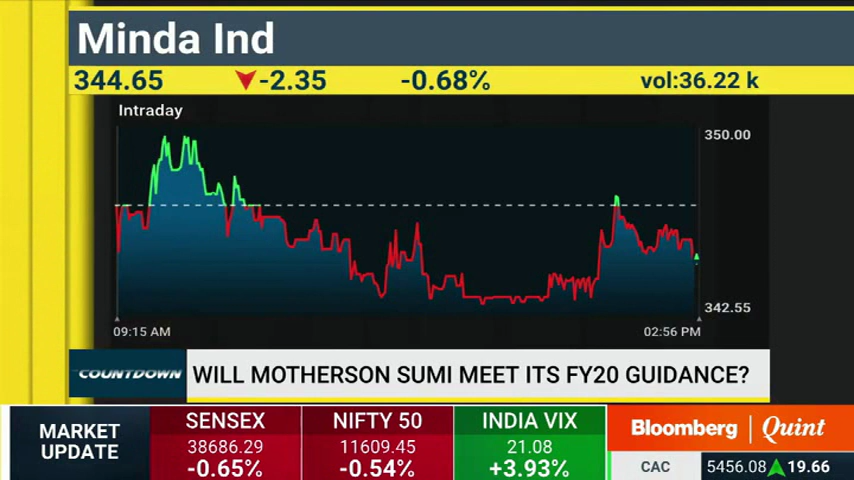 Minda Ind
344.65 ▼-2.35 -0.68% vol:36.22 k
Intraday
350.00
342.55
09:15 AM 02:56 PM
COUNTDOWN WILL MOTHERSON SUMI MEET ITS FY20 GUIDANCE?
MARKET UPDATE
SENSEX
38686.29
-0.65%
NIFTY 50
11609.45
-0.54%
INDIA VIX
21.08
+3.93%
Bloomberg | Quint
CAC 5456.08 ▲ 19.66